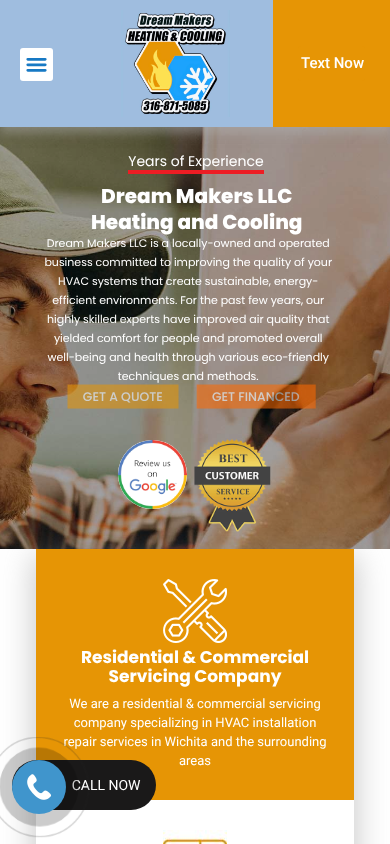 Dream Makers
HEATING & COOLING
316-871-5085
Text Now
Years of Experience
Dream Makers LLC
Heating and Cooling
Dream Makers LLC is a locally-owned and operated
business committed to improving the quality of your
HVAC systems that create sustainable, energy-
efficient environments. For the past few years, our
highly skilled experts have improved air quality that
yielded comfort for people and promoted overall
well-being and health through various eco-friendly
techniques and methods.
GET A QUOTE
GET FINANCED
Review us
on
Google
BEST
CUSTOMER
SERVICE
Residential & Commercial
Servicing Company
We are a residential & commercial servicing
company specializing in HVAC installation
repair services in Wichita and the surrounding
areas
CALL NOW